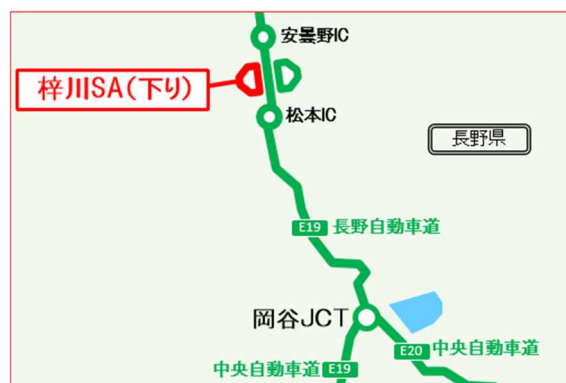 安曇野IC
梓川SA(下り)
松本IC
長野県
E19 長野自動車道
岡谷JCT
E20 中央自動車道
中央自動車道 E19